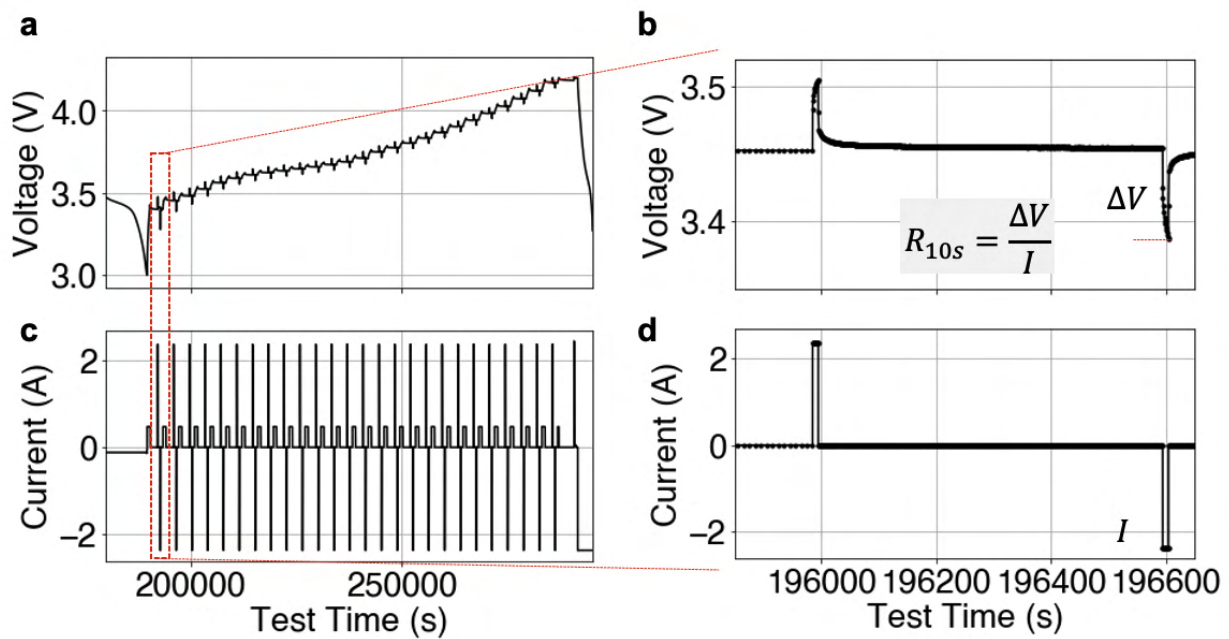 a
4.0
3.5
3.0
Voltage (V)
b
3.5
3.4
Voltage (V)
ΔV
R10s = ΔV/I
c
2
0
−2
Current (A)
200000 250000
Test Time (s)
d
2
0
−2
Current (A)
I
196000 196200 196400 196600
Test Time (s)